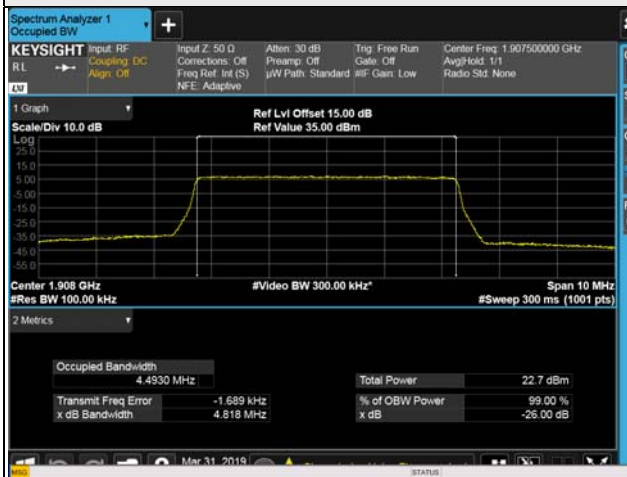 Spectrum Analyzer 1
Occupied BW
+
KEYSIGHT Input: RF Input Z: 50 Ω Atten: 30 dB Trig: Free Run Center Freq: 1.907500000 GHz
RL Coupling: DC Corrections: Off Preamp: Off Gate: Off Avg|Hold: 1/1
Align: Off Freq Ref: Int (S) µW Path: Standard #IF Gain: Low Radio Std: None
LXI NFE: Adaptive
1 Graph
Ref Lvl Offset 15.00 dB
Scale/Div 10.0 dB Ref Value 35.00 dBm
Log
25.0
15.0
5.00
-5.00
-15.0
-25.0
-35.0
-45.0
-55.0
Center 1.908 GHz #Video BW 300.00 kHz* Span 10 MHz
#Res BW 100.00 kHz #Sweep 300 ms (1001 pts)
2 Metrics
Occupied Bandwidth
4.4930 MHz Total Power 22.7 dBm
Transmit Freq Error -1.689 kHz % of OBW Power 99.00 %
x dB Bandwidth 4.818 MHz x dB -26.00 dB
Mar 31, 2019
MSG STATUS